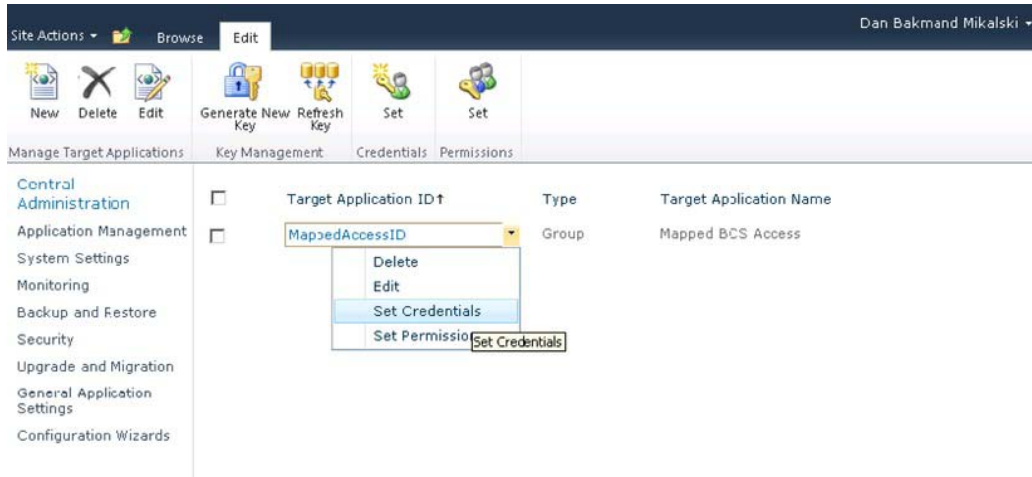 Dan Bakmand Mikalski
Site Actions Browse Edit
New Delete Edit Generate New Key Refresh Key Set Set
Manage Target Applications Key Management Credentials Permissions
Central Administration
Application Management
System Settings
Monitoring
Backup and Restore
Security
Upgrade and Migration
General Application
Settings
Configuration Wizards
Target Application ID↑ Type Target Application Name
MappedAccessID Group Mapped BCS Access
Delete
Edit
Set Credentials
Set Permission
Set Credentials